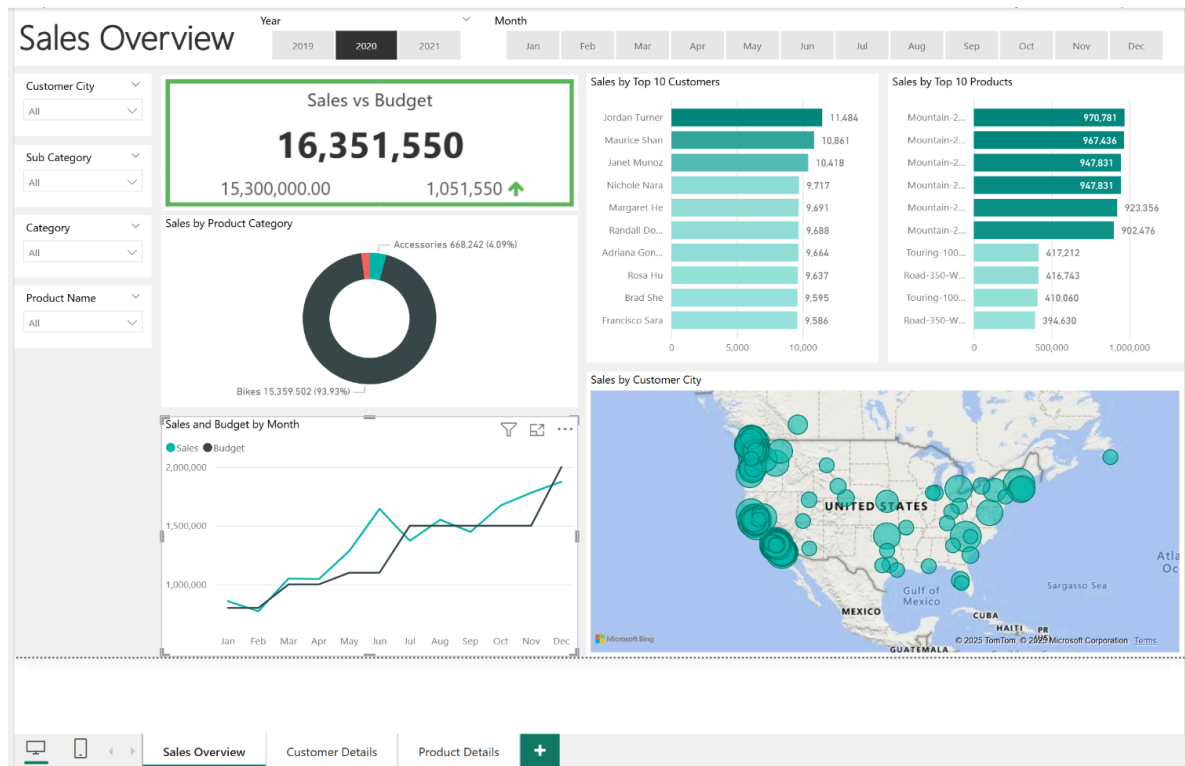 Sales Overview
Year
2019 2020 2021
Month
Jan Feb Mar Apr May Jun Jul Aug Sep Oct Nov Dec
Customer City
All
Sub Category
All
Category
All
Product Name
All
Sales vs Budget
16,351,550
15,300,000.00 1,051,550
Sales by Product Category
Accessories 668,242 (4.09%)
Bikes 15,359,502 (93.93%)
Sales and Budget by Month
Sales Budget
2,000,000
1,500,000
1,000,000
Jan Feb Mar Apr May Jun Jul Aug Sep Oct Nov Dec
Sales by Top 10 Customers
Jordan Turner 11,484
Maurice Shan 10,861
Janet Munoz 10,418
Nichole Nara 9,717
Margaret He 9,691
Randall Do... 9,688
Adriana Gon... 9,664
Rosa Hu 9,637
Brad She 9,595
Francisco Sara 9,586
0 5,000 10,000
Sales by Top 10 Products
Mountain-2... 970,781
Mountain-2... 967,436
Mountain-2... 947,831
Mountain-2... 947,831
Mountain-2... 923,356
Mountain-2... 902,476
Touring-100... 417,212
Road-350-W... 416,743
Touring-100... 410,060
Road-350-W... 394,630
0 500,000 1,000,000
Sales by Customer City
UNITED STATES
Atla
Oc
Gulf of
Mexico
Sargasso Sea
MEXICO
CUBA
HAITI PR
Microsoft Bing
© 2025 TomTom, © 2025 Microsoft Corporation Terms
GUATEMALA
Sales Overview Customer Details Product Details +